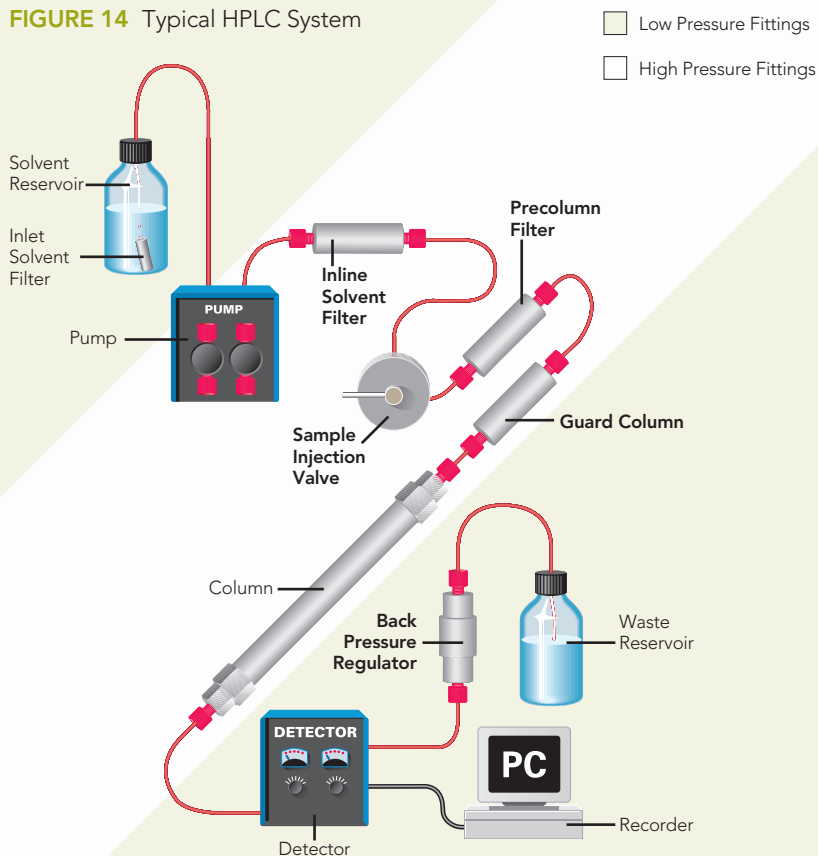 FIGURE 14 Typical HPLC System
Low Pressure Fittings
High Pressure Fittings
Solvent
Reservoir
Inlet
Solvent
Filter
PUMP
Pump
Inline
Solvent
Filter
Precolumn
Filter
Sample
Injection
Valve
Guard Column
Column
Back
Pressure
Regulator
Waste
Reservoir
DETECTOR
PC
Recorder
Detector